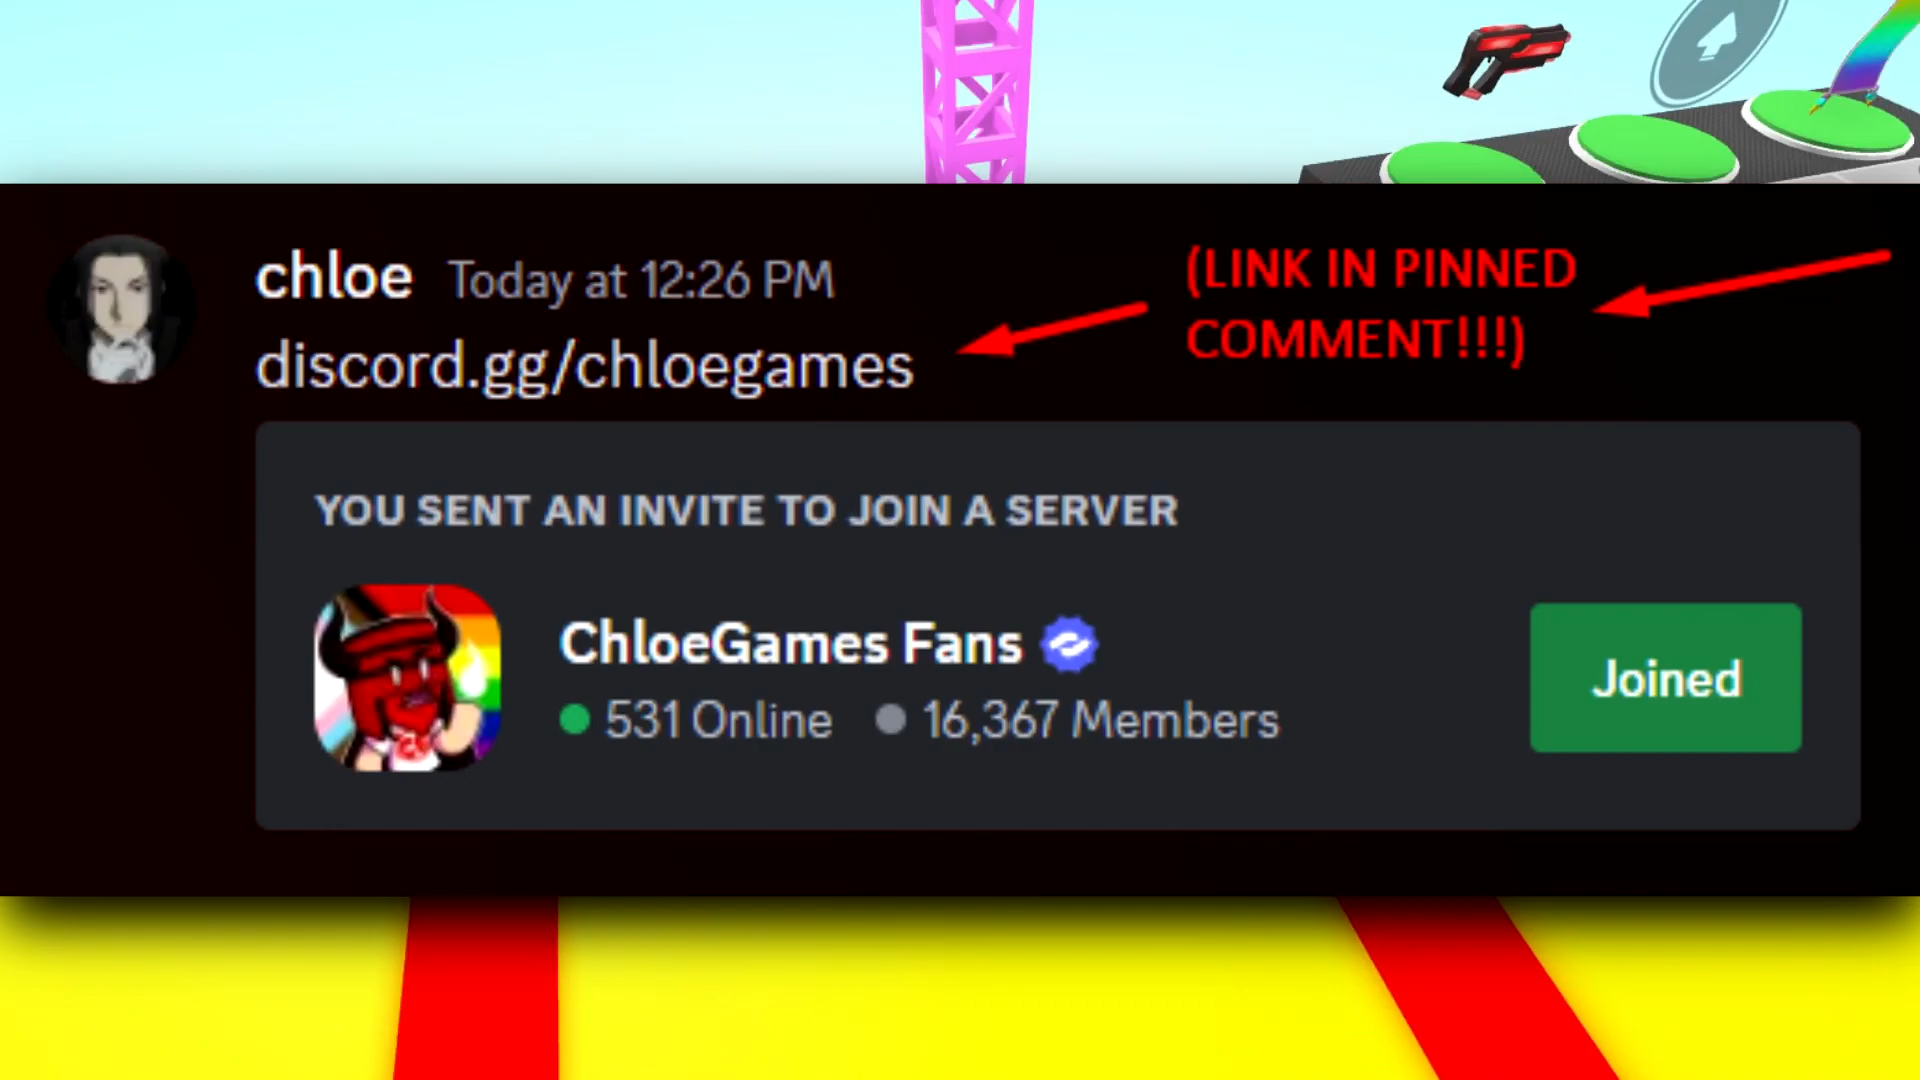 chloe Today at 12:26 PM
discord.gg/chloegames
(LINK IN PINNED
COMMENT!!!)
YOU SENT AN INVITE TO JOIN A SERVER
ChloeGames Fans
531 Online 16,367 Members
Joined